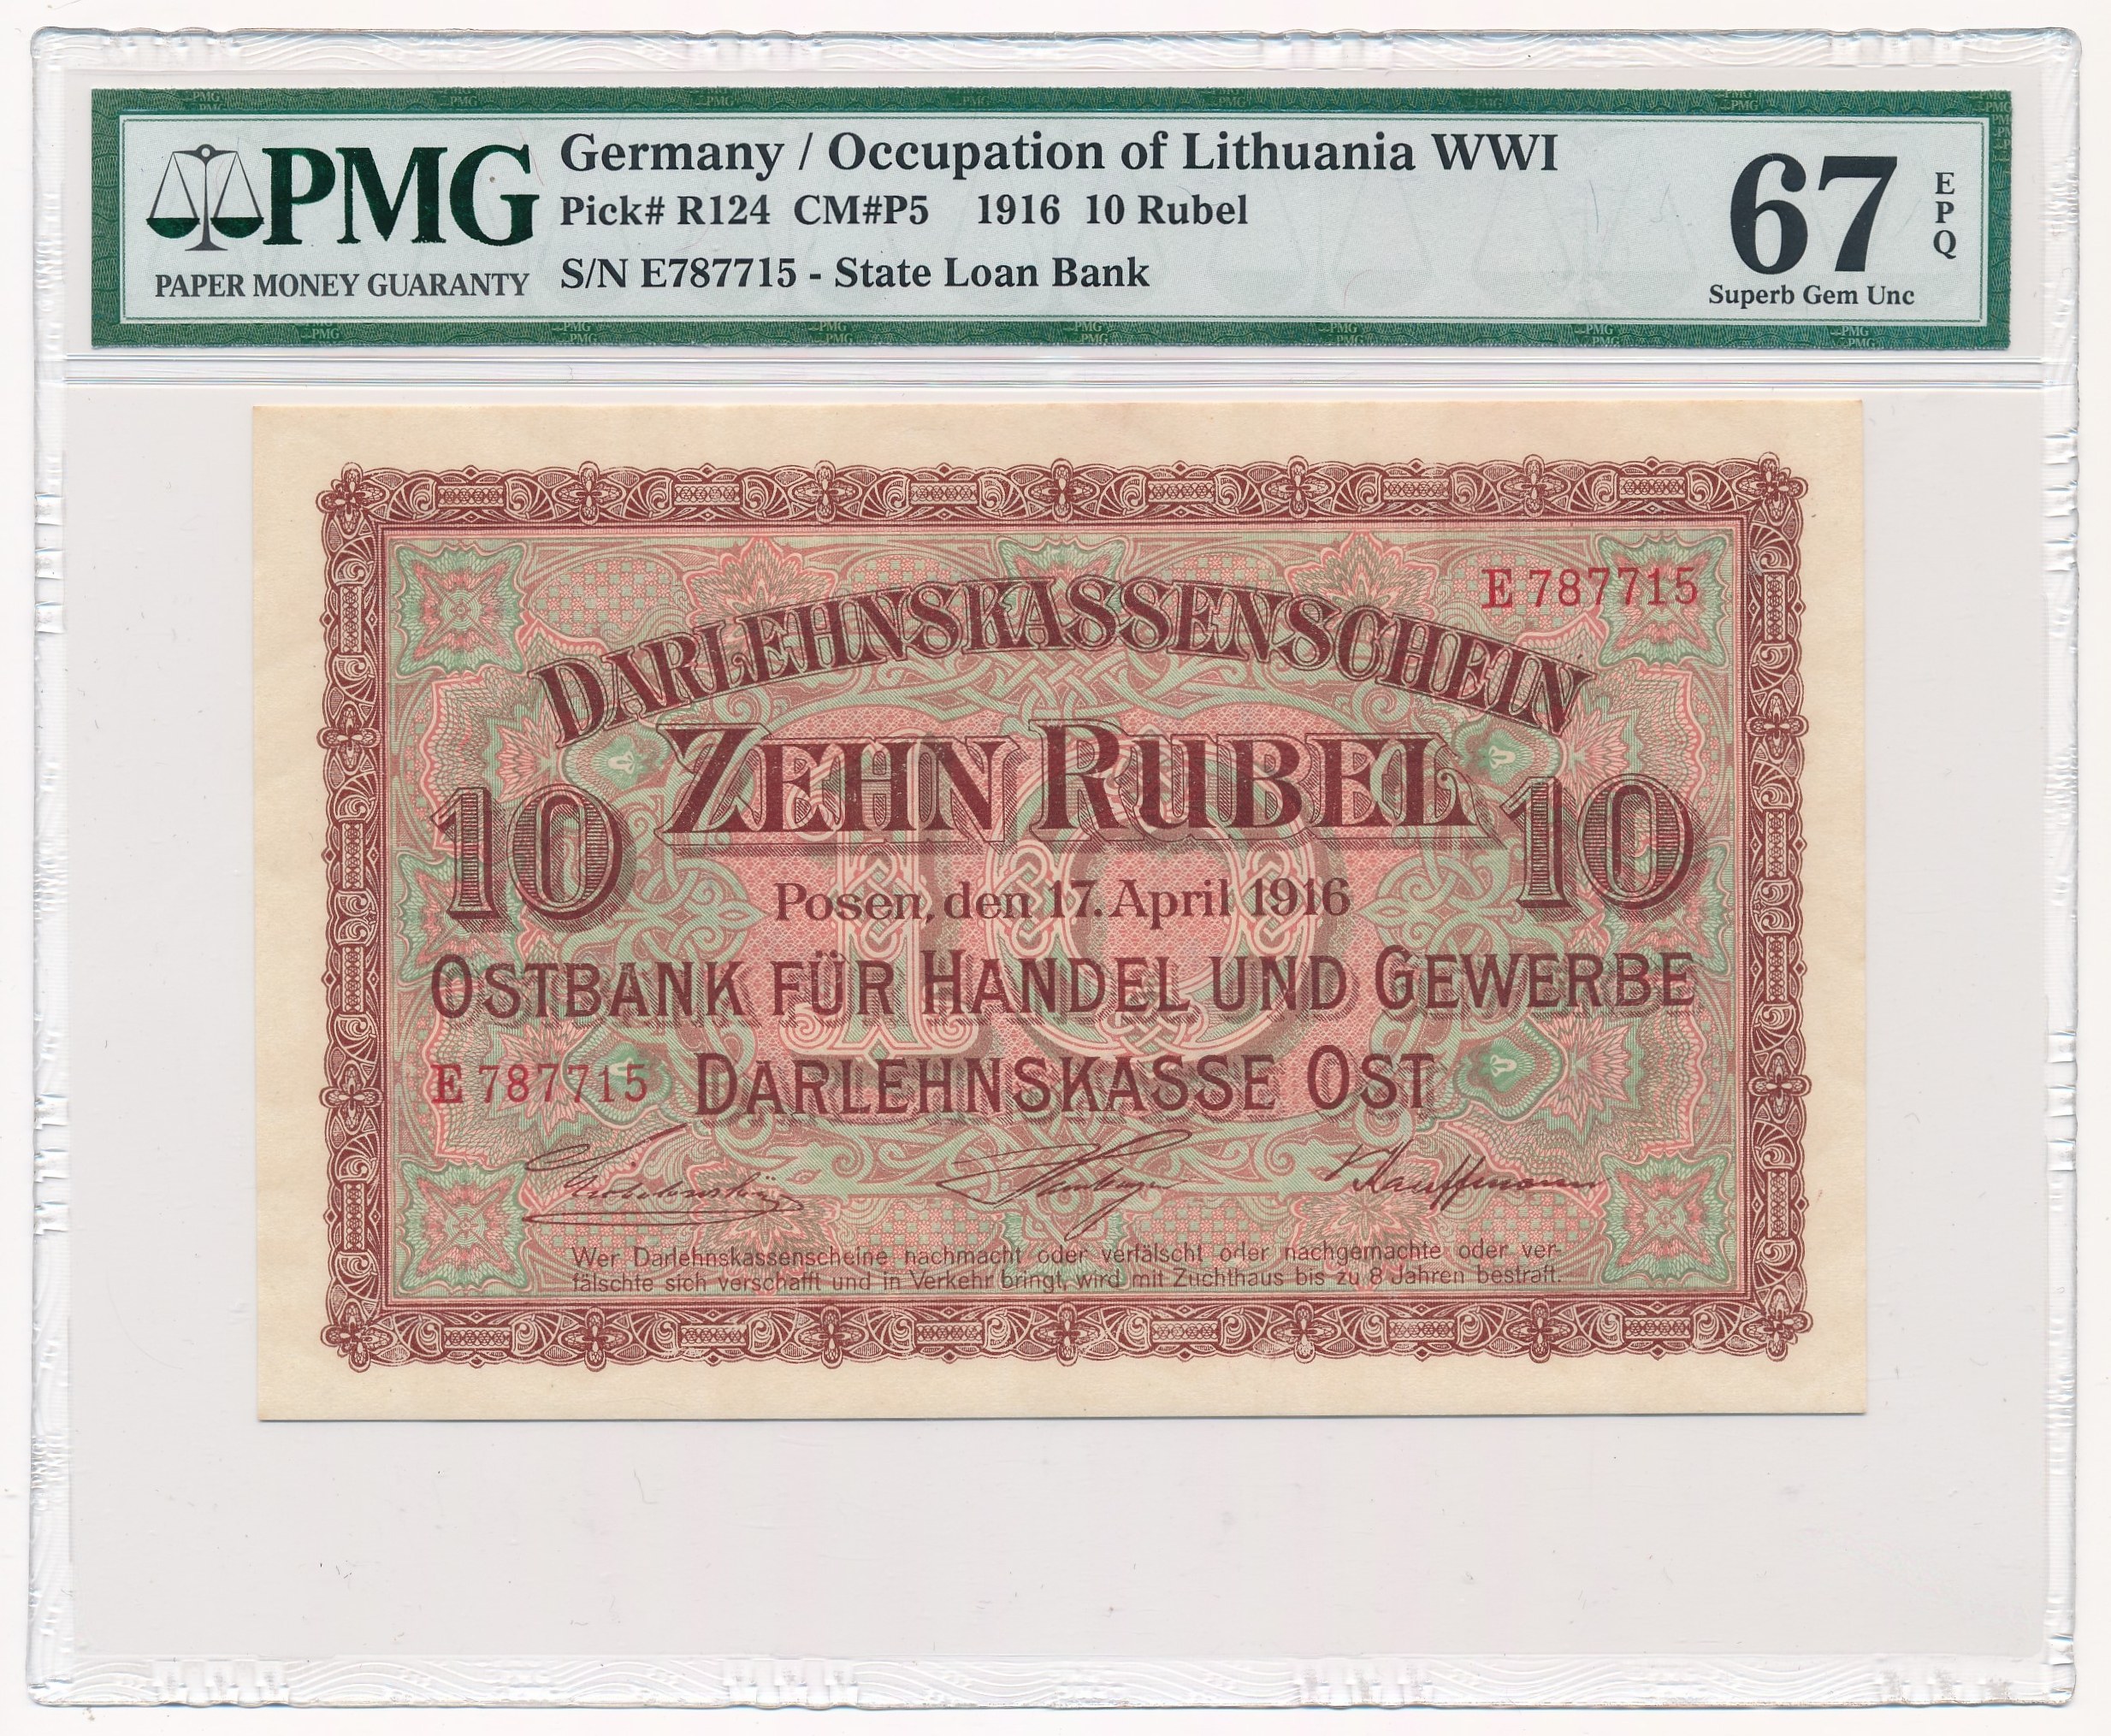 PMG
PAPER MONEY GUARANTY
Germany / Occupation of Lithuania WWI
Pick# R124 CM#P5 1916 10 Rubel
S/N E787715 - State Loan Bank
67
EPQ
Superb Gem Unc
E 787715
DARLEHNSKASSENSCHEIN
ZEHN RUBEL
10 10
Posen, den 17. April 1916
OSTBANK FÜR HANDEL UND GEWERBE
E 787715 DARLEHNSKASSE OST
Kauffmann
Wer Darlehnskassenscheine nachmacht oder verfälscht oder nachgemachte oder ver-
fälschte sich verschafft und in Verkehr bringt, wird mit Zuchthaus bis zu 8 Jahren bestraft.